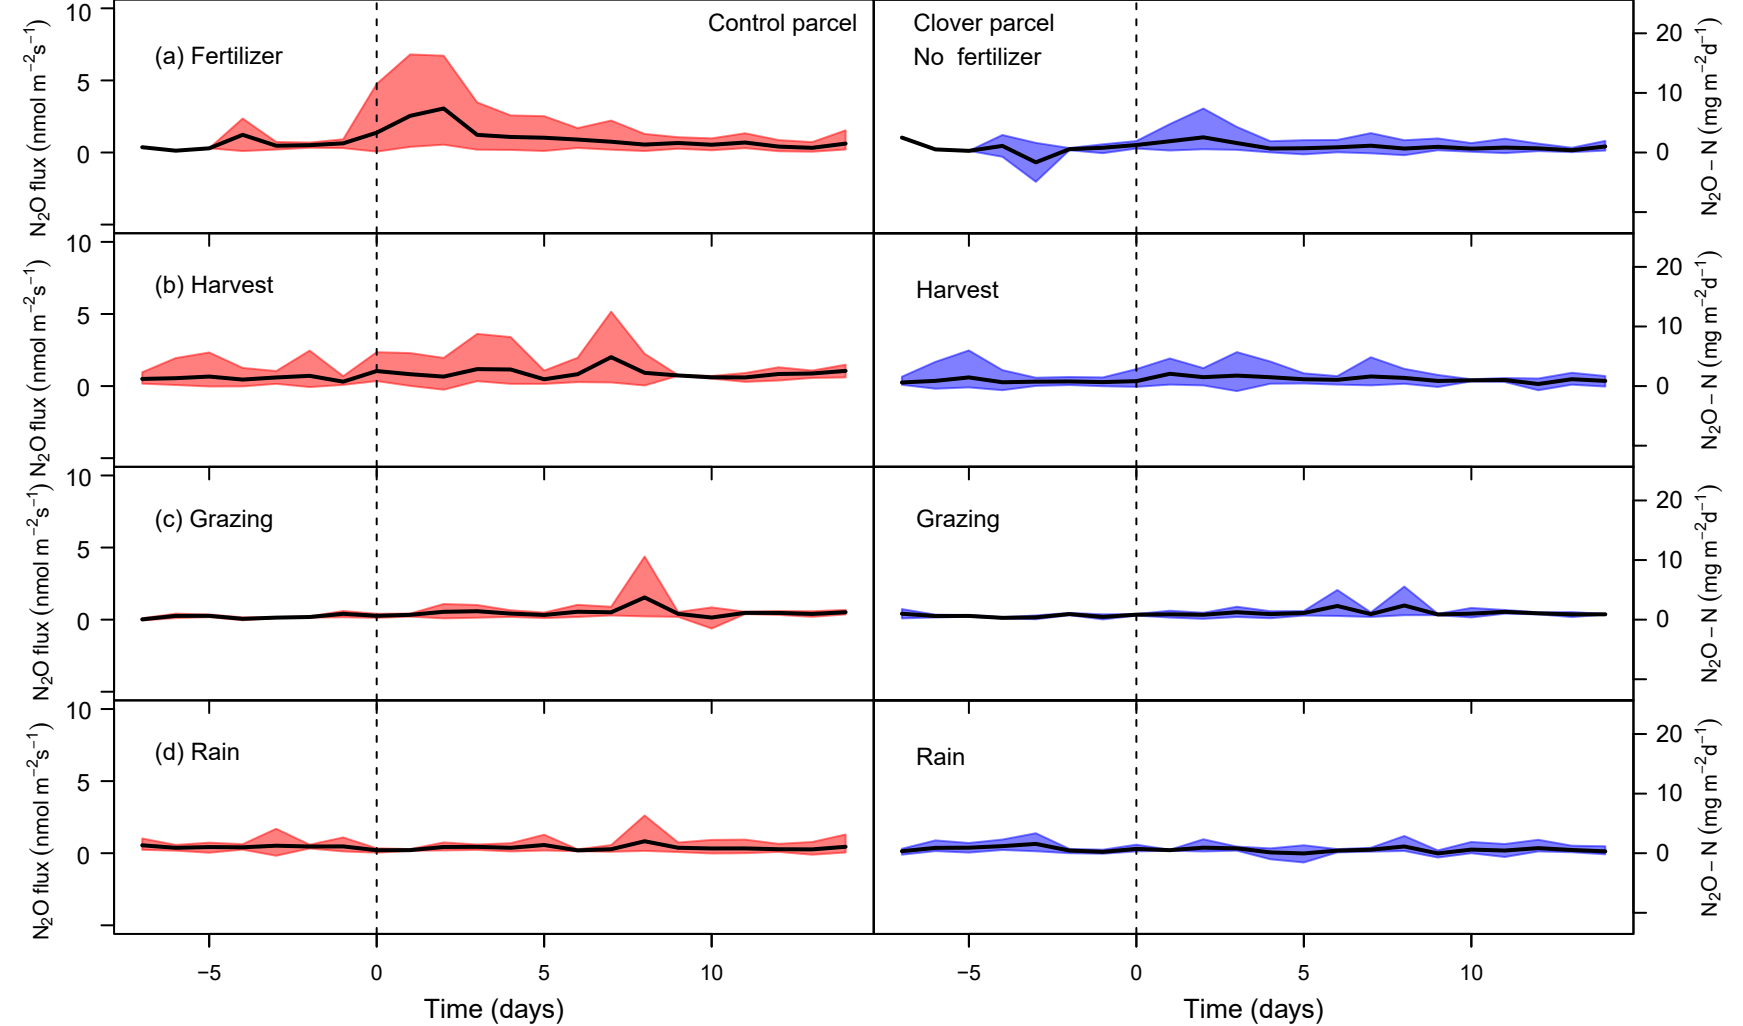 Control parcel
Clover parcel
(a) Fertilizer
No  fertilizer
10
5
0
N₂O flux (nmol m⁻²s⁻¹)
20
10
0
N₂O − N (mg m⁻²d⁻¹)
(b) Harvest
Harvest
10
5
0
N₂O flux (nmol m⁻²s⁻¹)
20
10
0
N₂O − N (mg m⁻²d⁻¹)
(c) Grazing
Grazing
10
5
0
N₂O flux (nmol m⁻²s⁻¹)
20
10
0
N₂O − N (mg m⁻²d⁻¹)
(d) Rain
Rain
10
5
0
N₂O flux (nmol m⁻²s⁻¹)
20
10
0
N₂O − N (mg m⁻²d⁻¹)
−5 0 5 10
−5 0 5 10
Time (days)
Time (days)